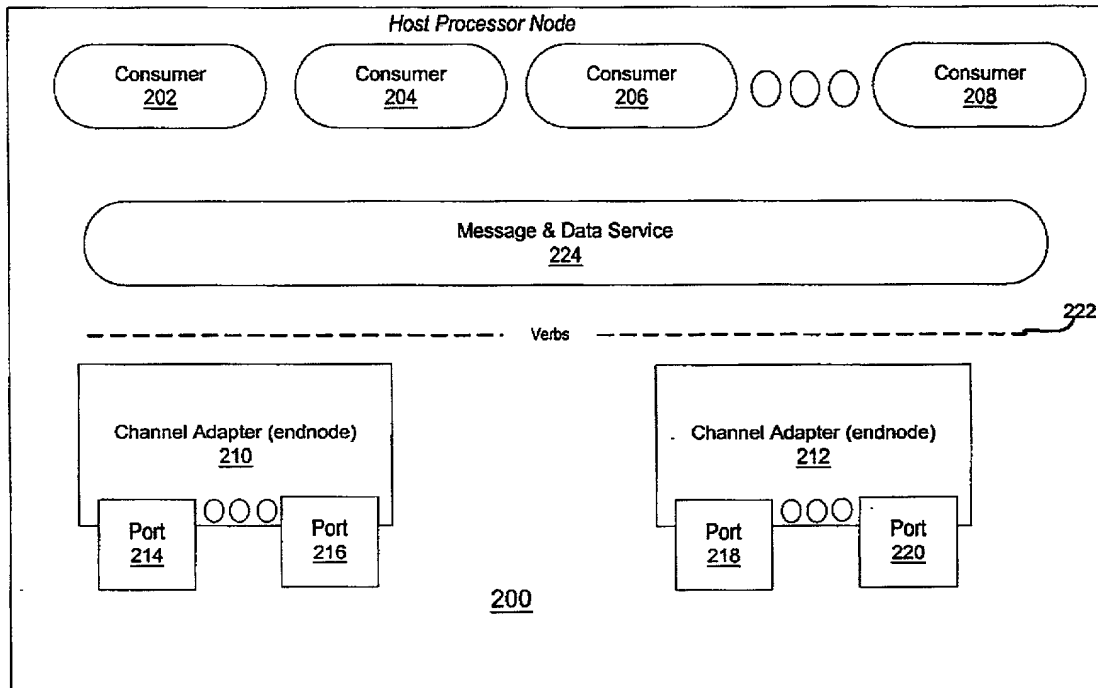 Host Processor Node
Consumer
202
Consumer
204
Consumer
206
Consumer
208
Message & Data Service
224
Verbs
222
Channel Adapter (endnode)
210
Channel Adapter (endnode)
212
Port
214
Port
216
Port
218
Port
220
200